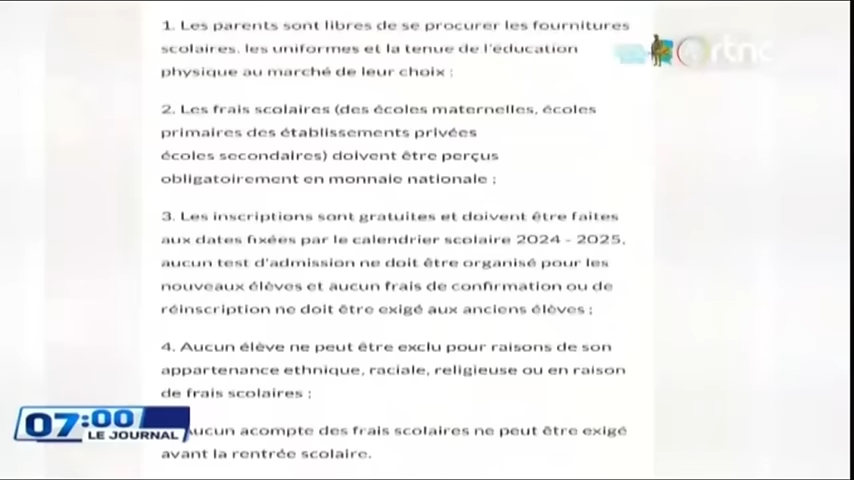 rtnc
1. Les parents sont libres de se procurer les fournitures
scolaires, les uniformes et la tenue de l'éducation
physique au marché de leur choix ;
2. Les frais scolaires (des écoles maternelles, écoles
primaires des établissements privées
écoles secondaires) doivent être perçus
obligatoirement en monnaie nationale ;
3. Les inscriptions sont gratuites et doivent être faites
aux dates fixées par le calendrier scolaire 2024 - 2025,
aucun test d'admission ne doit être organisé pour les
nouveaux élèves et aucun frais de confirmation ou de
réinscription ne doit être exigé aux anciens élèves ;
4. Aucun élève ne peut être exclu pour raisons de son
appartenance ethnique, raciale, religieuse ou en raison
de frais scolaires ;
Aucun acompte des frais scolaires ne peut être exigé
avant la rentrée scolaire.
07:00
LE JOURNAL